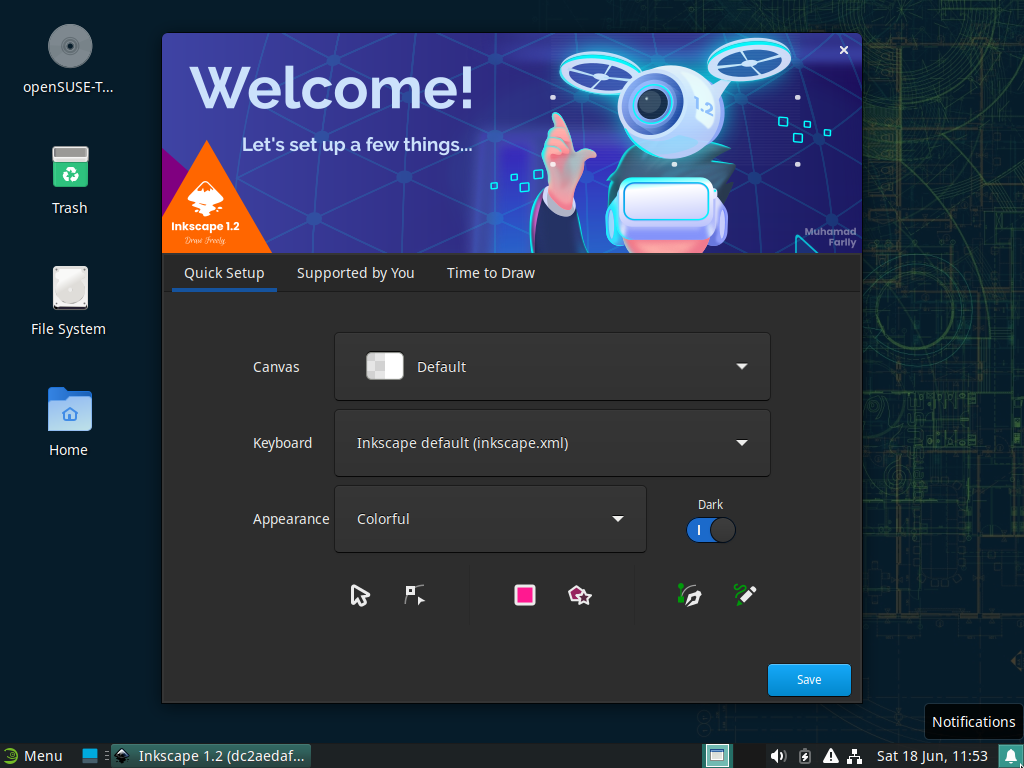 openSUSE-T...
Trash
File System
Home
Welcome!
Let's set up a few things...
1.2
Inkscape 1.2
Draw Freely
Muhamad
Farlly
Quick Setup
Supported by You
Time to Draw
Canvas
Default
Keyboard
Inkscape default (inkscape.xml)
Appearance
Colorful
Dark
Save
Notifications
Menu
Inkscape 1.2 (dc2aedaf...
Sat 18 Jun, 11:53